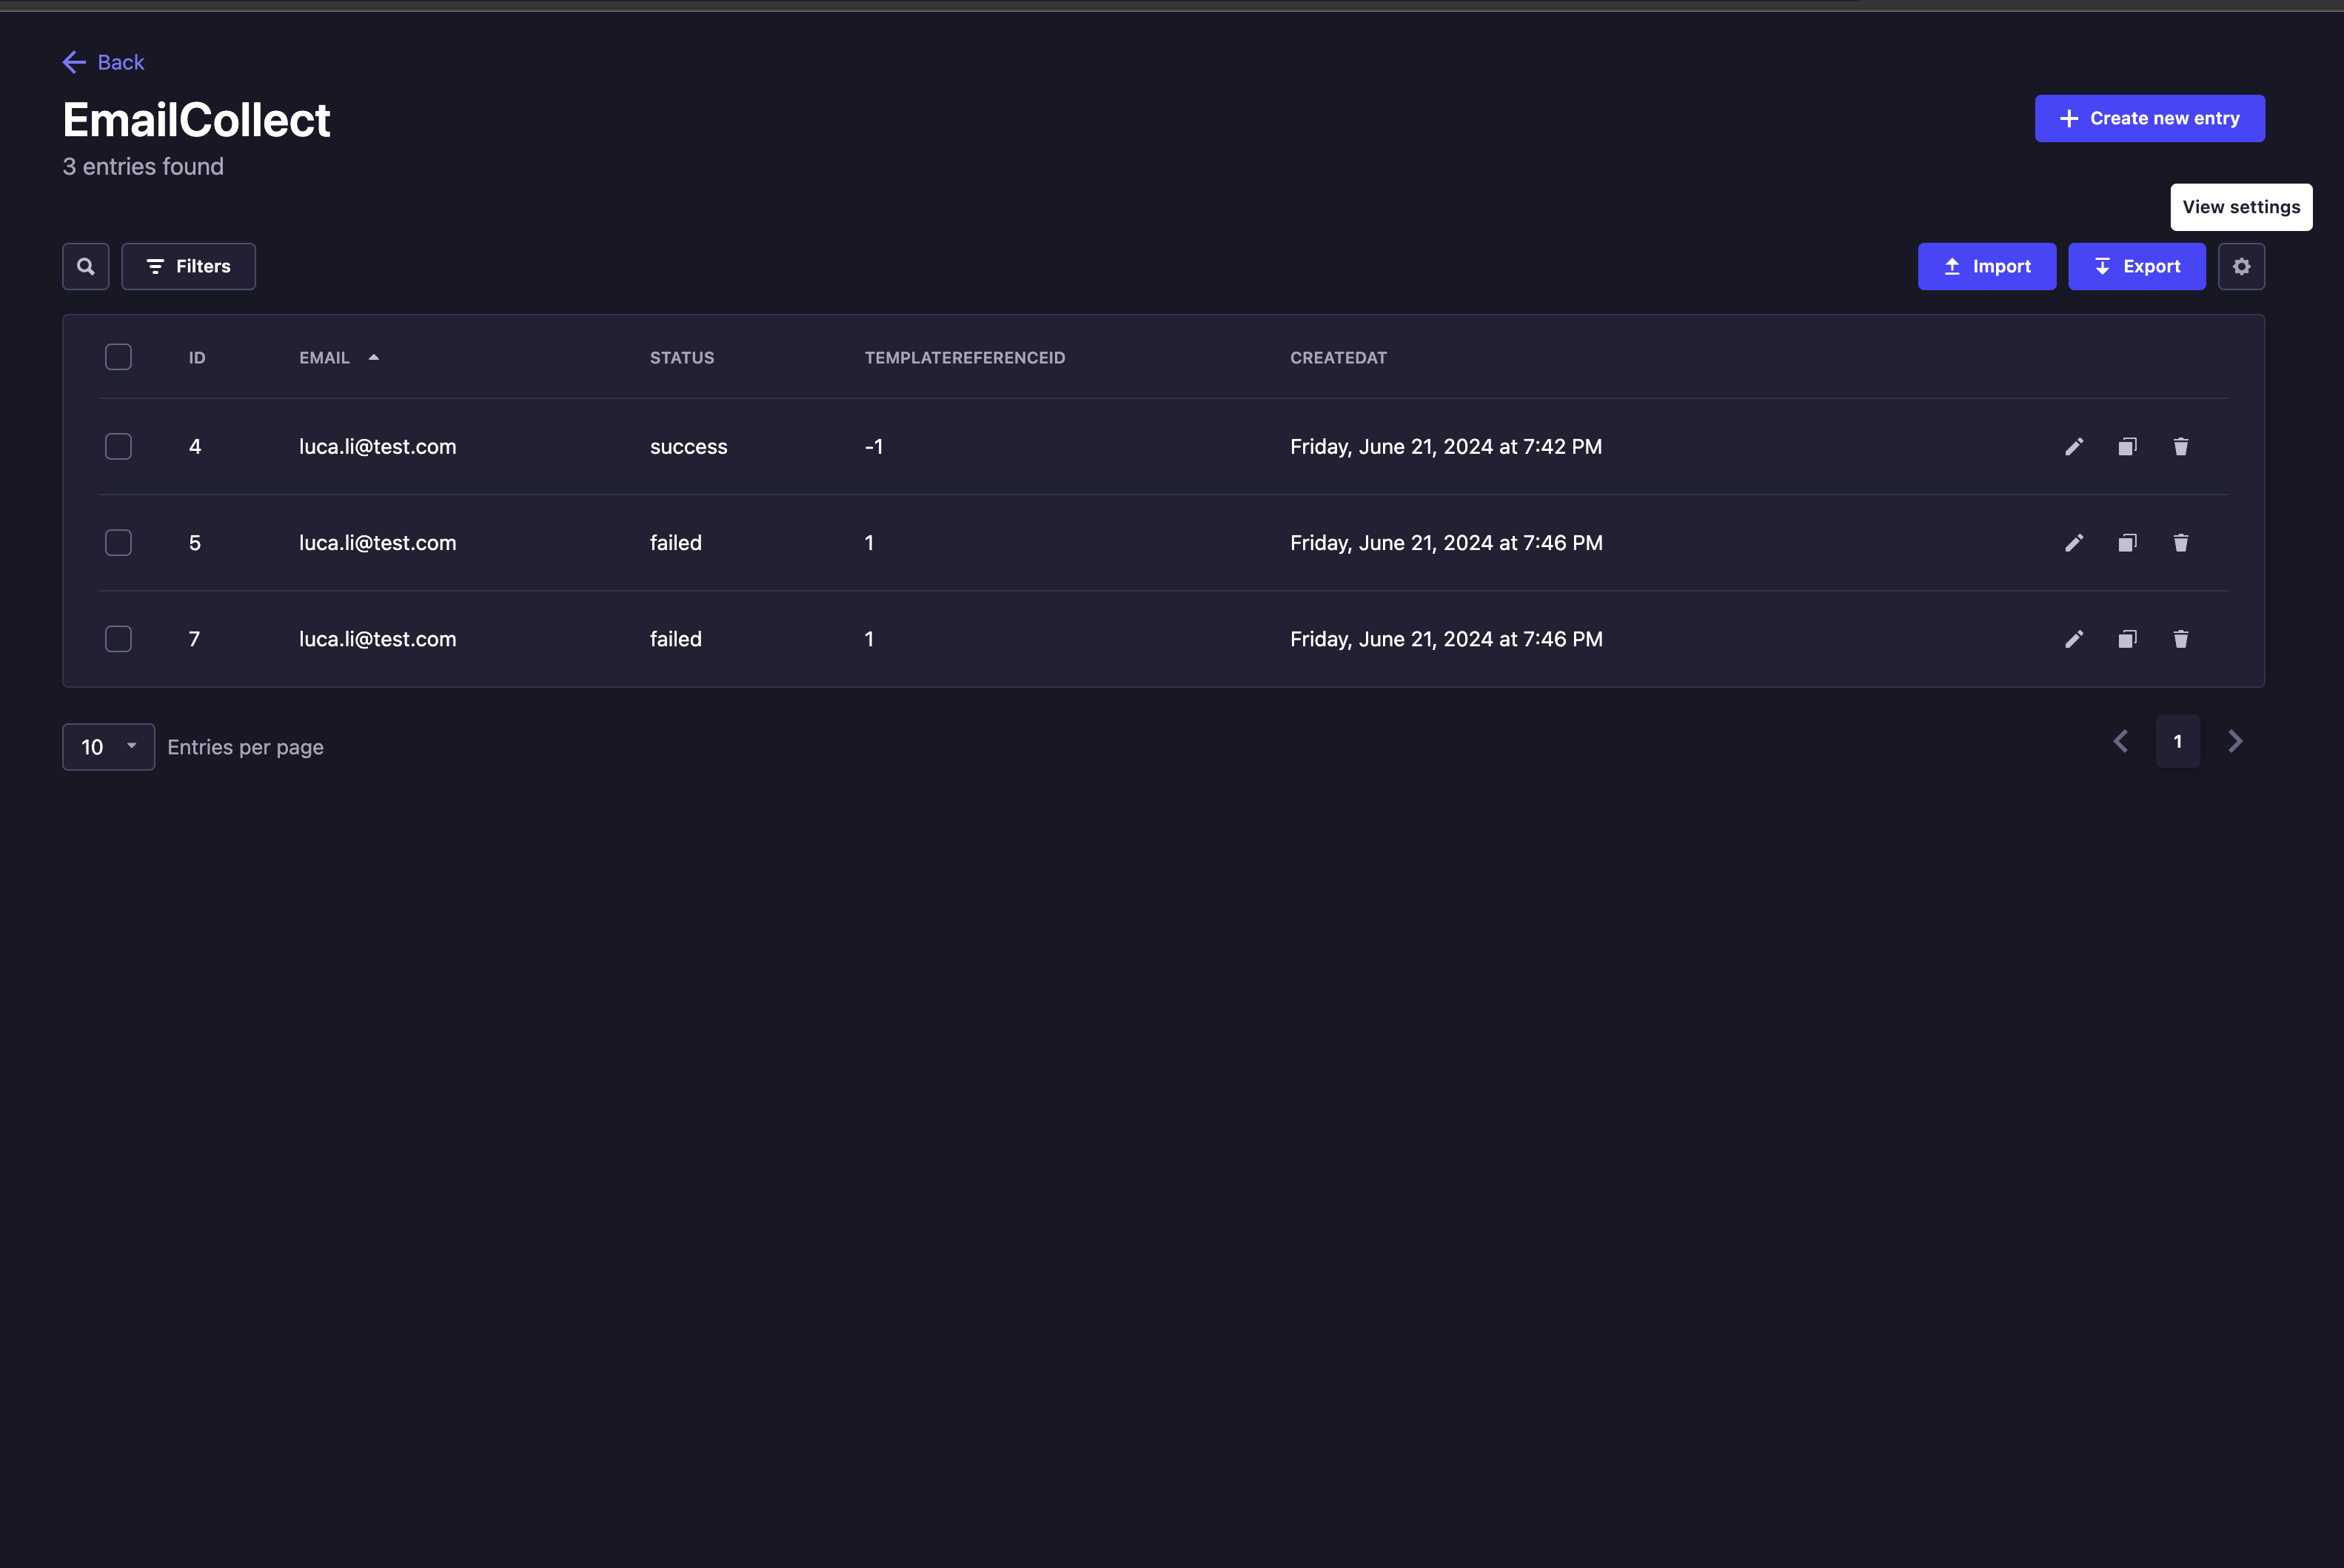 Back
EmailCollect
Create new entry
3 entries found
View settings
Filters
Import
Export
ID EMAIL STATUS TEMPLATEREFERENCEID CREATEDAT
4 luca.li@test.com success -1 Friday, June 21, 2024 at 7:42 PM
5 luca.li@test.com failed 1 Friday, June 21, 2024 at 7:46 PM
7 luca.li@test.com failed 1 Friday, June 21, 2024 at 7:46 PM
10 Entries per page
1